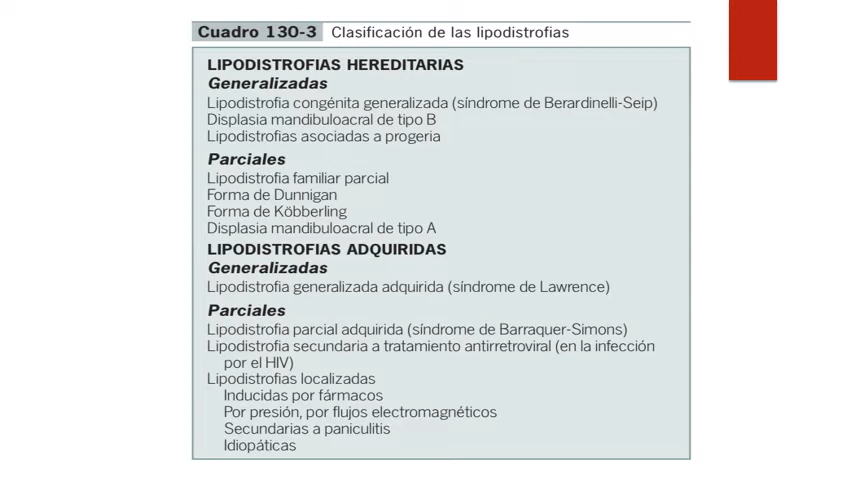 Cuadro 130-3 Clasificación de las lipodistrofias
LIPODISTROFIAS HEREDITARIAS
Generalizadas
Lipodistrofia congénita generalizada (síndrome de Berardinelli-Seip)
Displasia mandibuloacral de tipo B
Lipodistrofias asociadas a progeria
Parciales
Lipodistrofia familiar parcial
Forma de Dunnigan
Forma de Köbberling
Displasia mandibuloacral de tipo A
LIPODISTROFIAS ADQUIRIDAS
Generalizadas
Lipodistrofia generalizada adquirida (síndrome de Lawrence)
Parciales
Lipodistrofia parcial adquirida (síndrome de Barraquer-Simons)
Lipodistrofia secundaria a tratamiento antirretroviral (en la infección
por el HIV)
Lipodistrofias localizadas
Inducidas por fármacos
Por presión, por flujos electromagnéticos
Secundarias a paniculitis
Idiopáticas